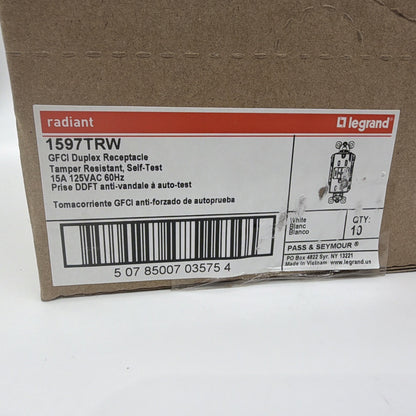 radiant
legrand
1597TRW
GFCI Duplex Receptacle
Tamper Resistant, Self-Test
15A 125VAC 60Hz
Prise DDFT anti-vandale à auto-test
Tomacorriente GFCI anti-forzado de autoprueba
White
Blanc
Blanco
QTY:
10
PASS & SEYMOUR®
PO Box 4822 Syr. NY 13221
Made in Vietnam www.legrand.us
5 07 85007 03575 4